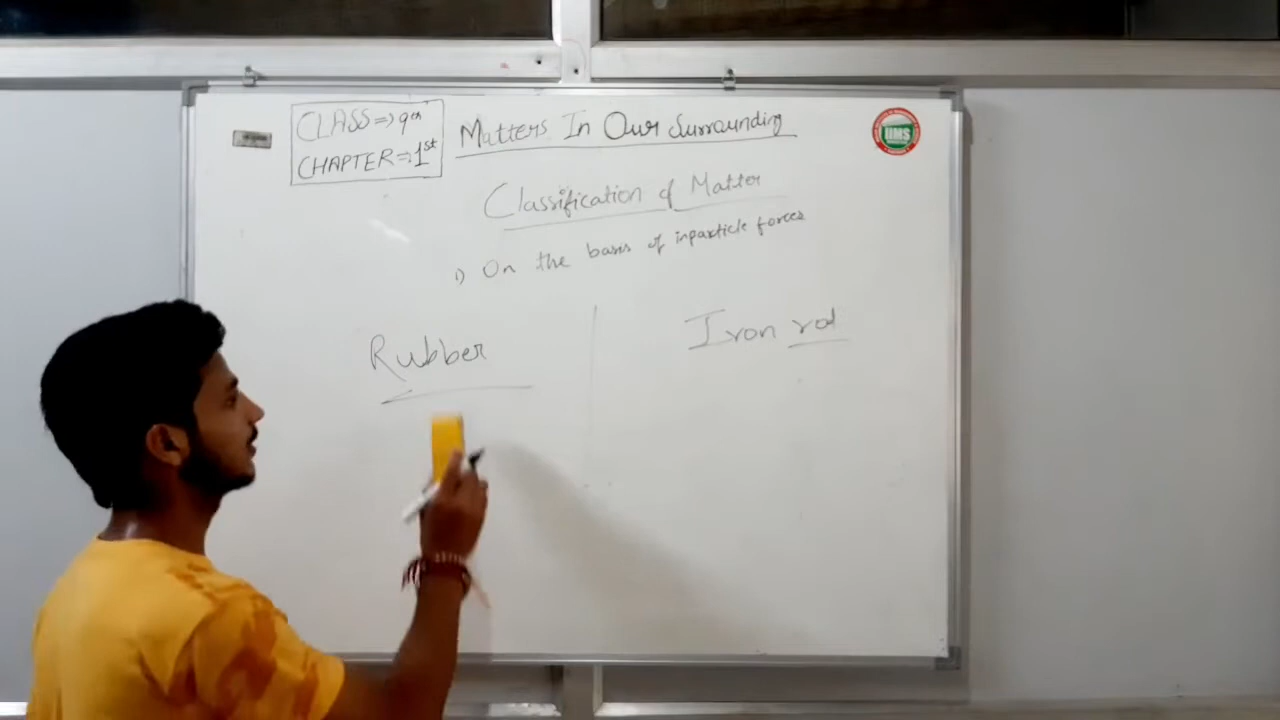 CLASS => 9th
CHAPTER => 1st
Matters In Our Surrounding
IIMS
Classification of Matter
1) On the basis of inparticle forces
Rubber
Iron rod